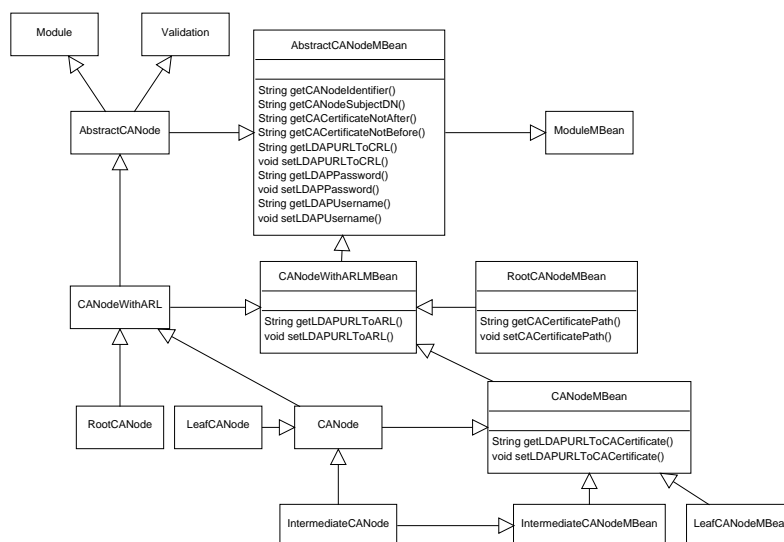 Module
Validation
AbstractCANodeMBean
String getCANodeIdentifier()
String getCANodeSubjectDN()
String getCACertificateNotAfter()
String getCACertificateNotBefore()
String getLDAPURLToCRL()
void setLDAPURLToCRL()
String getLDAPPassword()
void setLDAPPassword()
String getLDAPUsername()
void setLDAPUsername()
AbstractCANode
ModuleMBean
CANodeWithARL
CANodeWithARLMBean
String getLDAPURLToARL()
void setLDAPURLToARL()
RootCANodeMBean
String getCACertificatePath()
void setCACertificatePath()
RootCANode
LeafCANode
CANode
CANodeMBean
String getLDAPURLToCACertificate()
void setLDAPURLToCACertificate()
IntermediateCANode
IntermediateCANodeMBean
LeafCANodeMBean